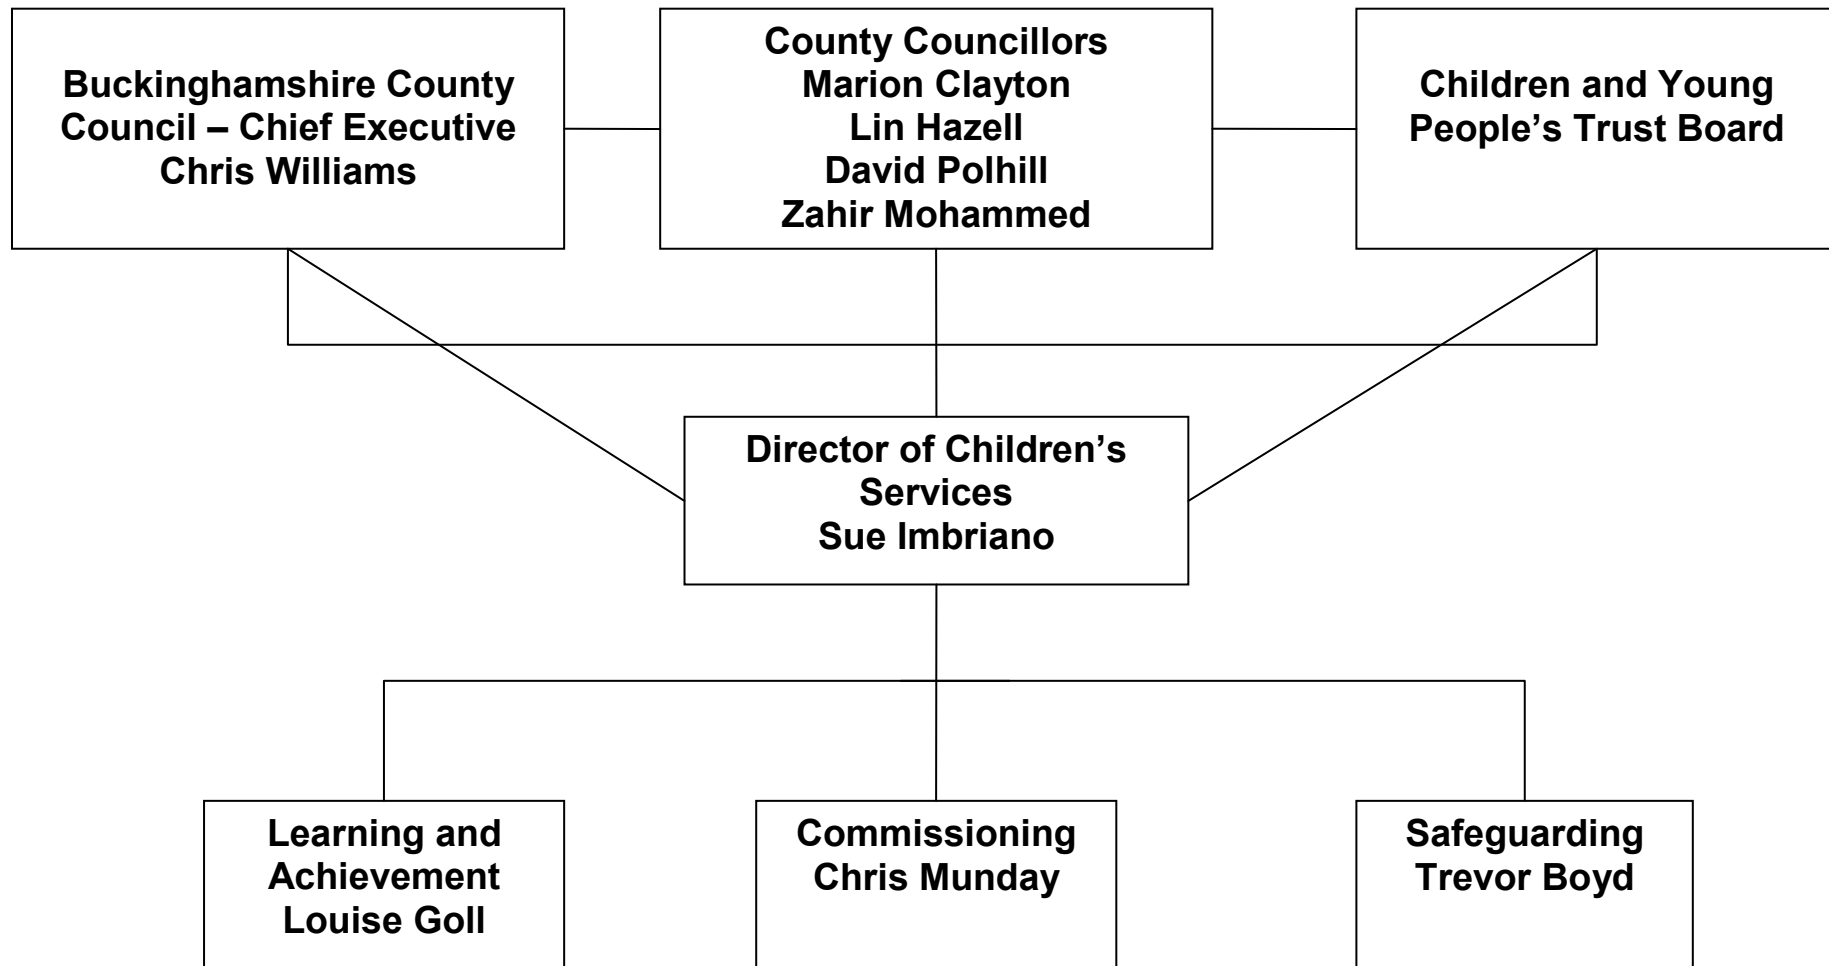 Buckinghamshire County
Council – Chief Executive
Chris Williams
County Councillors
Marion Clayton
Lin Hazell
David Polhill
Zahir Mohammed
Children and Young
People’s Trust Board
Director of Children’s
Services
Sue Imbriano
Learning and
Achievement
Louise Goll
Commissioning
Chris Munday
Safeguarding
Trevor Boyd